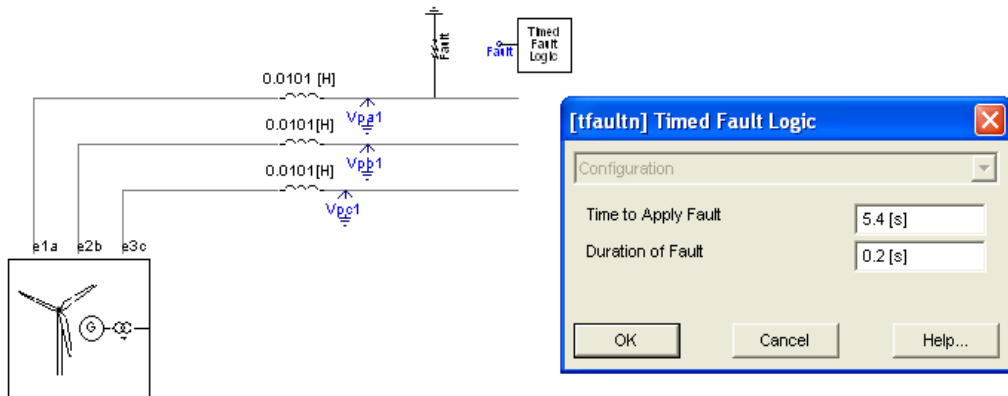 Fault
Fault
Timed
Fault
Logic
0.0101 [H]
Vpa1
0.0101[H]
Vpb1
0.0101[H]
Vpc1
e1a e2b e3c
G
[tfaultn] Timed Fault Logic
Configuration
Time to Apply Fault 5.4 [s]
Duration of Fault 0.2 [s]
OK Cancel Help...